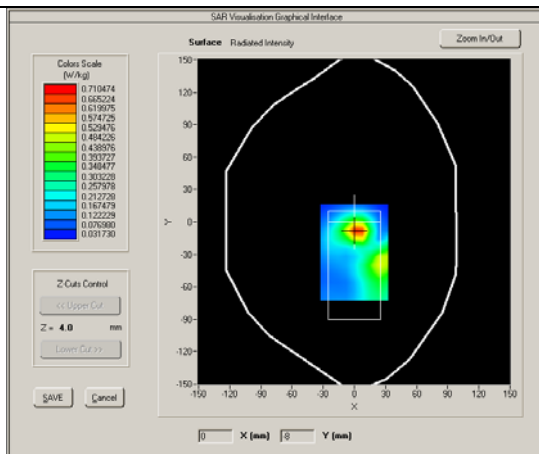 SAR Visualisation Graphical Interface
Surface Radiated Intensity
Zoom In/Out
Colors Scale
(W/kg)
0.710474
0.665224
0.619975
0.574725
0.529476
0.484226
0.438976
0.393727
0.348477
0.303228
0.257978
0.212728
0.167479
0.122229
0.076980
0.031730
Z-Cuts Control
<< Upper Cut
Z = 4.0 mm
Lower Cut >>
SAVE Cancel
150
120
90
60
30
0
-30
-60
-90
-120
-150
Y
-150 -120 -90 -60 -30 0 30 60 90 120 150
X
0 X (mm) -8 Y (mm)